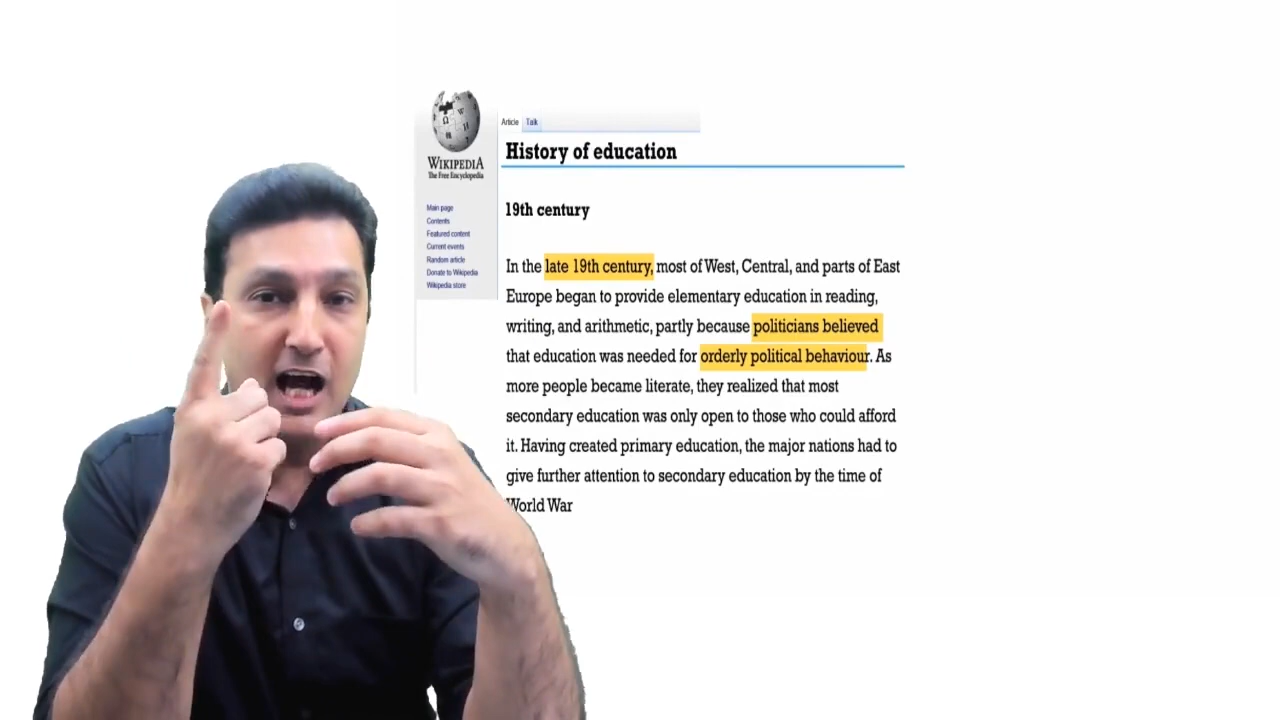 Article Talk
WIKIPEDIA
The Free Encyclopedia
Main page
Contents
Featured content
Current events
Random article
Donate to Wikipedia
Wikipedia store
History of education
19th century
In the late 19th century, most of West, Central, and parts of East
Europe began to provide elementary education in reading,
writing, and arithmetic, partly because politicians believed
that education was needed for orderly political behaviour. As
more people became literate, they realized that most
secondary education was only open to those who could afford
it. Having created primary education, the major nations had to
give further attention to secondary education by the time of
World War